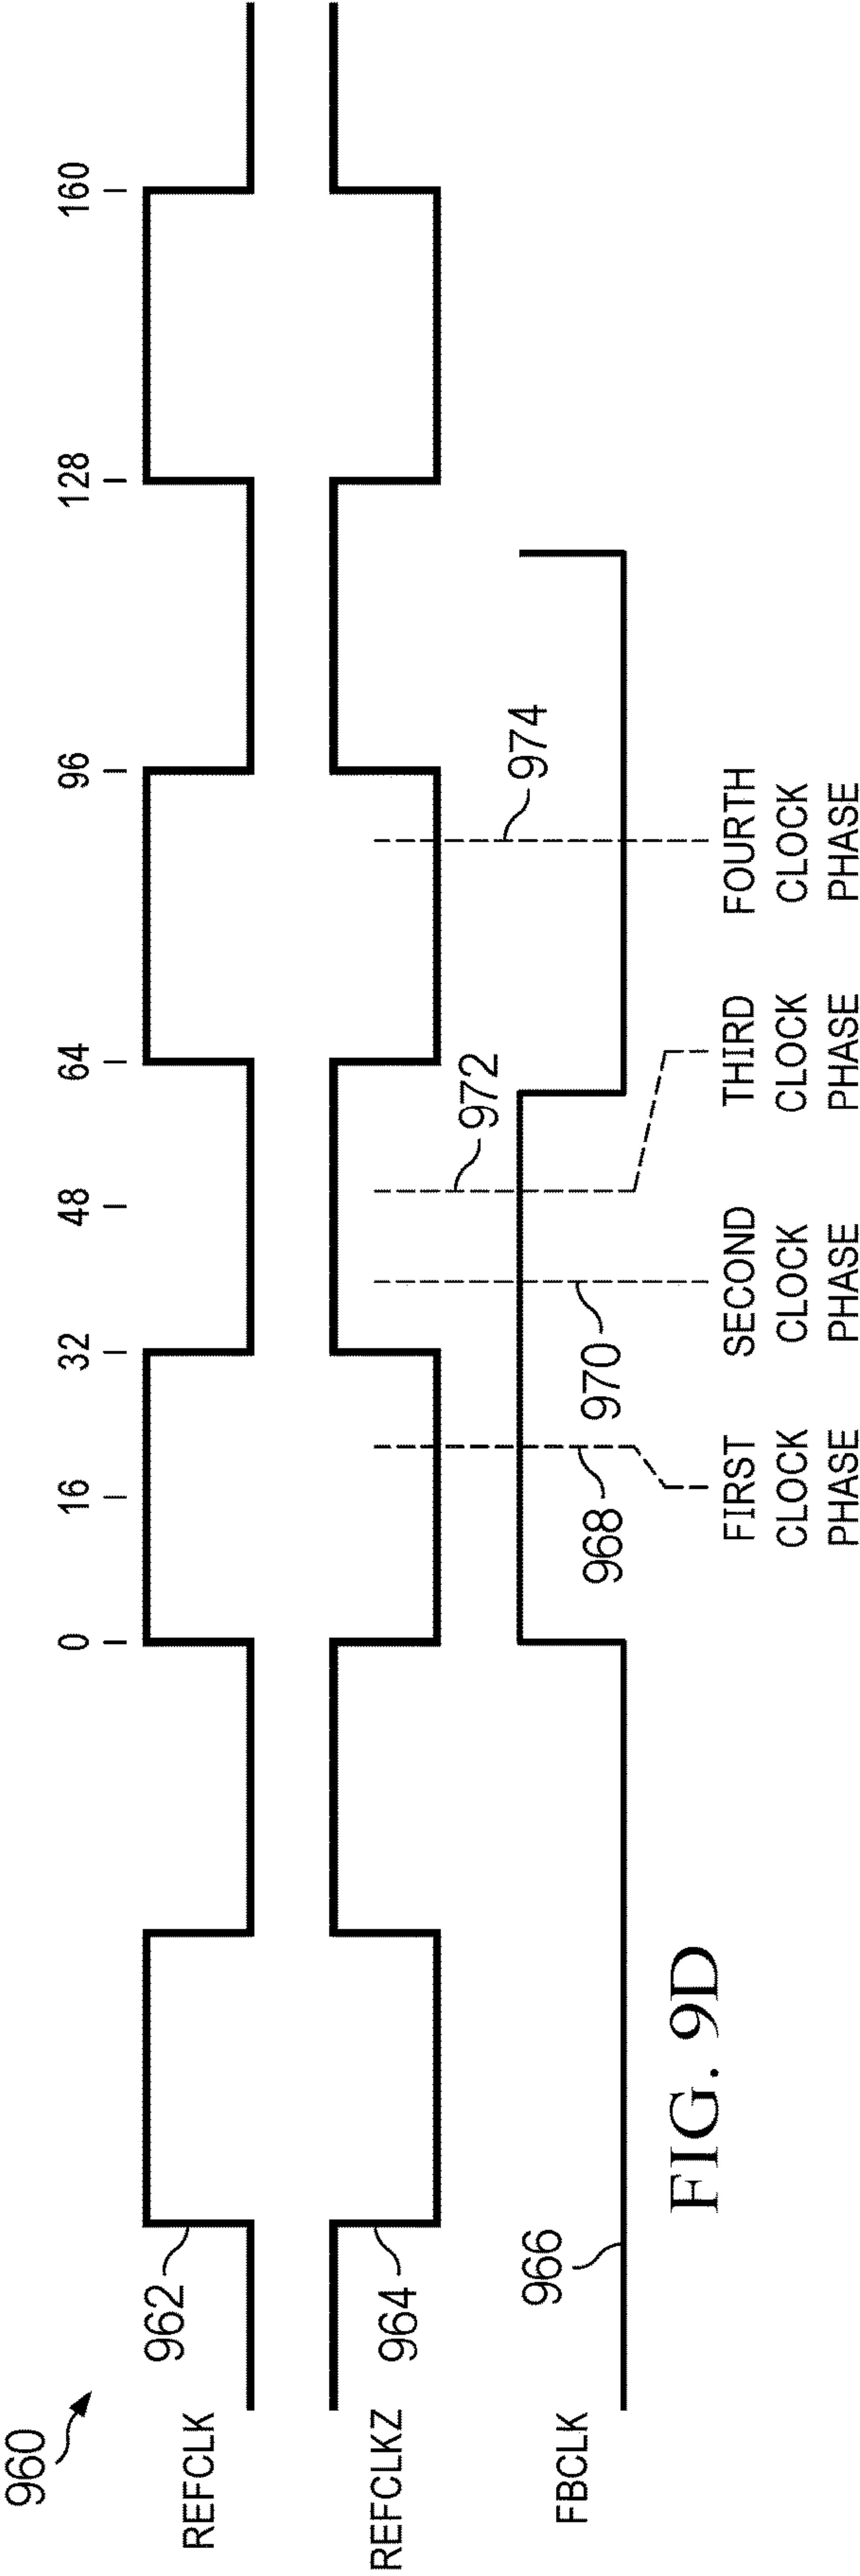 960
0
16
32
48
64
96
128
160
REFCLK
962
REFCLKZ
964
972
974
FBCLK
966
968
970
FIRST
CLOCK
PHASE
SECOND
CLOCK
PHASE
THIRD
CLOCK
PHASE
FOURTH
CLOCK
PHASE
FIG. 9D